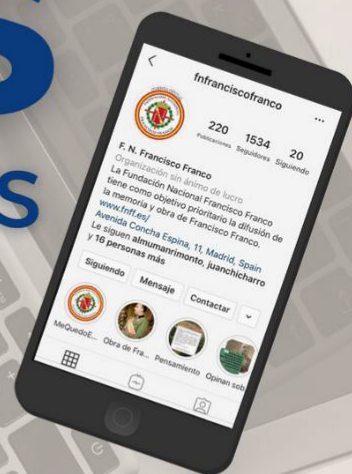 S
s
fnfranciscofranco
220 1534 20
Publicaciones Seguidores Siguiendo
F. N. Francisco Franco
Organización sin ánimo de lucro
La Fundación Nacional Francisco Franco
tiene como objetivo prioritario la difusión de
la memoria y obra de Francisco Franco.
www.fnff.es/
Avenida Concha Espina, 11, Madrid, Spain
Le siguen almumanrimonto, juanchicharro
y 16 personas más
Siguiendo Mensaje Contactar
MeQuedoE... Obra de Fra... Pensamiento Opinan sob